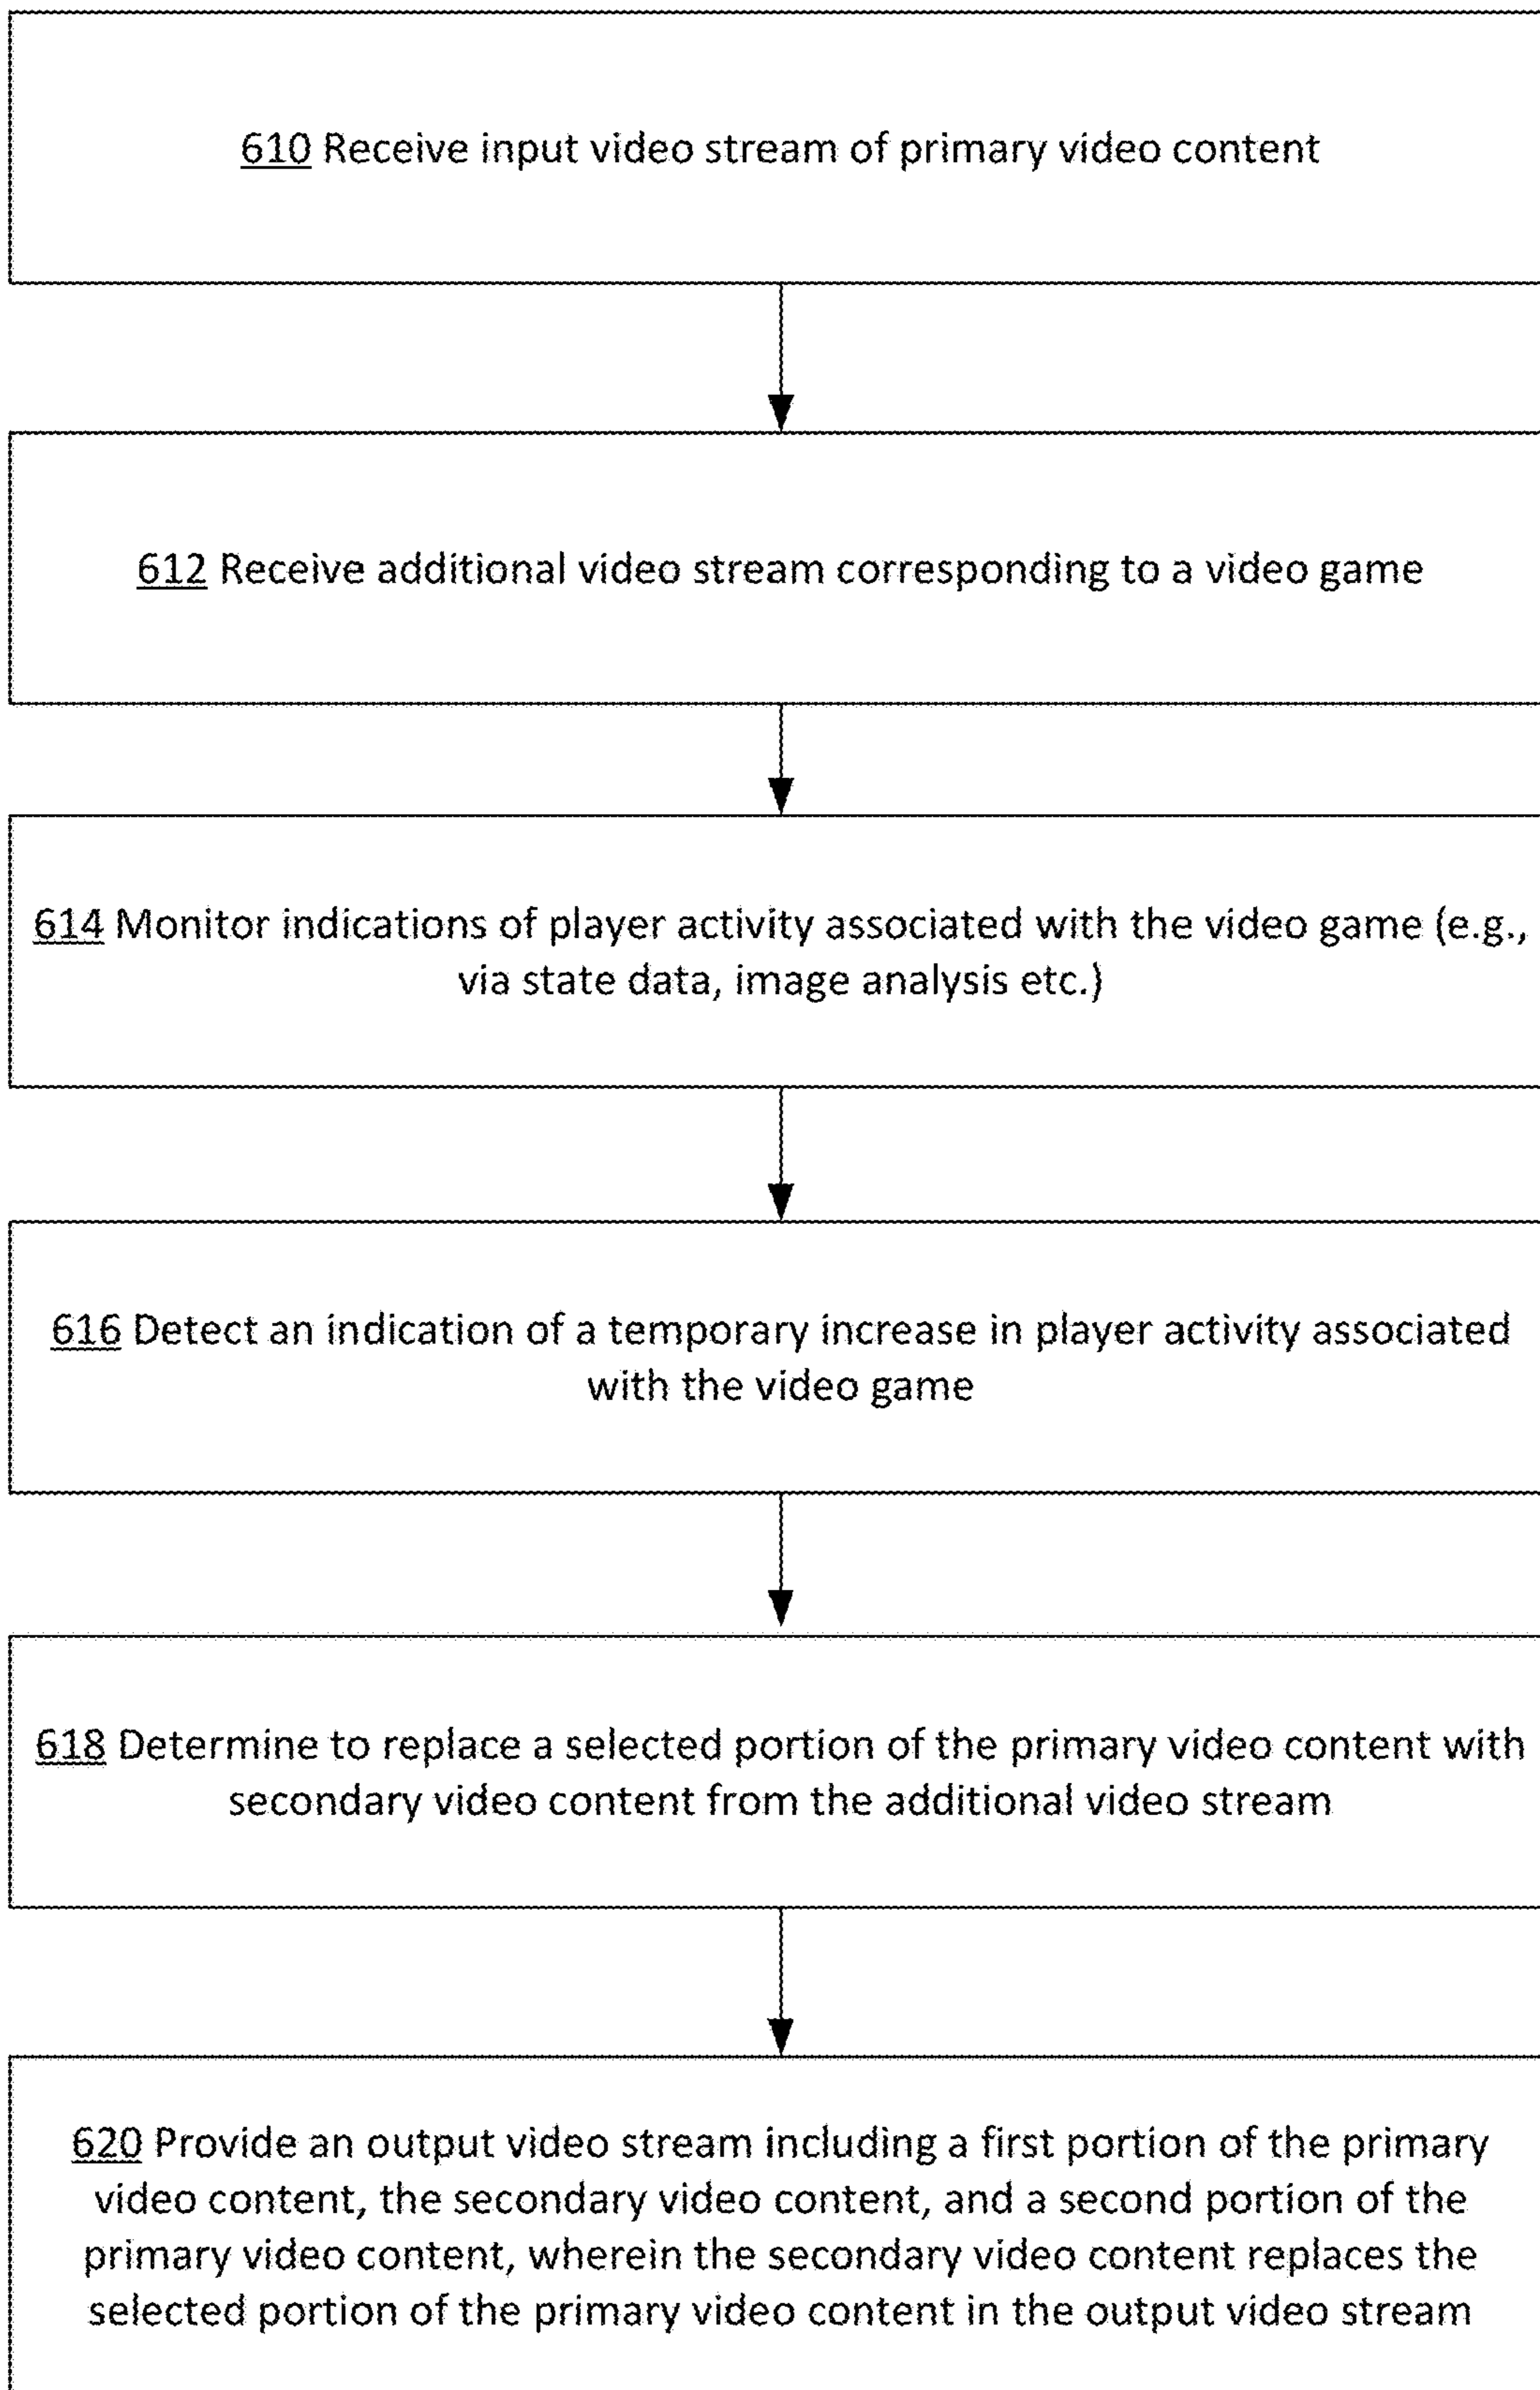 610 Receive input video stream of primary video content
612 Receive additional video stream corresponding to a video game
614 Monitor indications of player activity associated with the video game (e.g.,
via state data, image analysis etc.)
616 Detect an indication of a temporary increase in player activity associated
with the video game
618 Determine to replace a selected portion of the primary video content with
secondary video content from the additional video stream
620 Provide an output video stream including a first portion of the primary
video content, the secondary video content, and a second portion of the
primary video content, wherein the secondary video content replaces the
selected portion of the primary video content in the output video stream